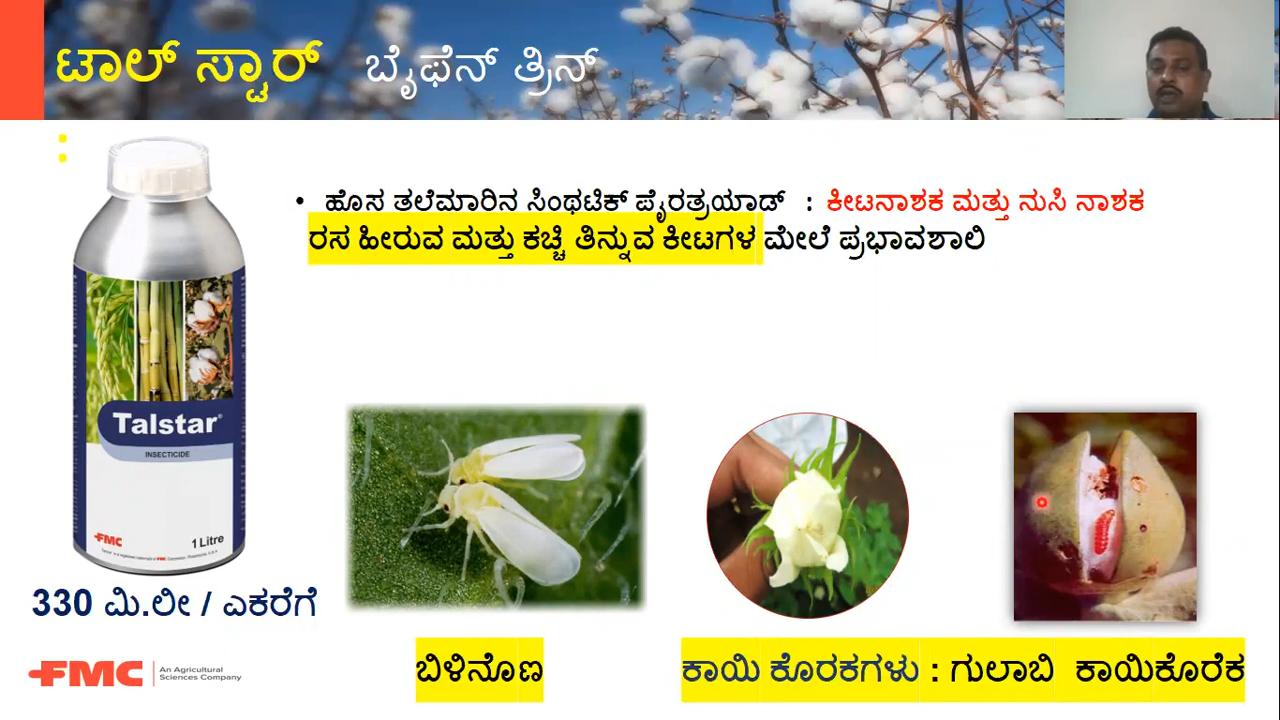 ಟಾಲ್ ಸ್ಟಾರ್ ಬೈಫೆನ್ ತ್ರಿನ್
:
• ಹೊಸ ತಲೆಮಾರಿನ ಸಿಂಥಟಿಕ್ ಪೈರತ್ರಯಾಡ್ : ಕೀಟನಾಶಕ ಮತ್ತು ನುಸಿ ನಾಶಕ
ರಸ ಹೀರುವ ಮತ್ತು ಕಚ್ಚಿ ತಿನ್ನುವ ಕೀಟಗಳ ಮೇಲೆ ಪ್ರಭಾವಶಾಲಿ
Talstar®
INSECTICIDE
FMC
1 Litre
330 ಮಿ.ಲೀ / ಎಕರೆಗೆ
FMC An Agricultural
Sciences Company
ಬಿಳಿನೊಣ
ಕಾಯಿ ಕೊರಕಗಳು : ಗುಲಾಬಿ ಕಾಯಿಕೊರೆಕ